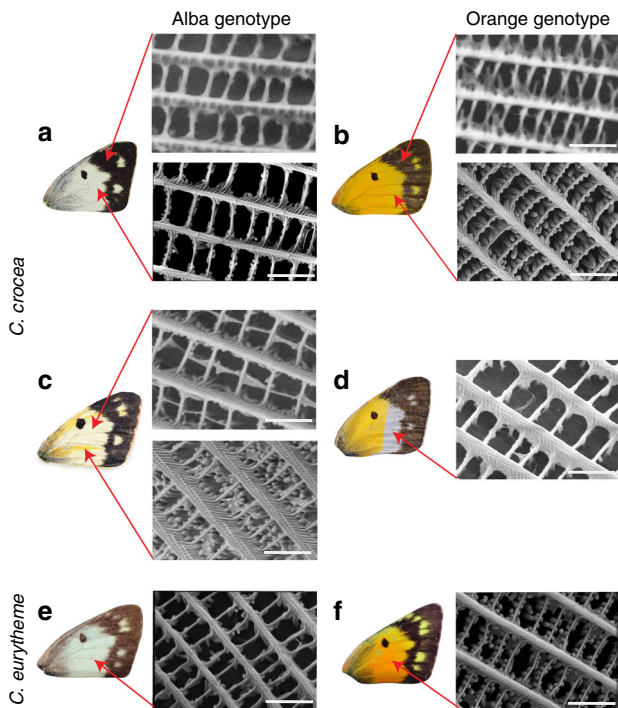 Alba genotype
Orange genotype
a
b
C. crocea
c
d
e
f
C. eurytheme